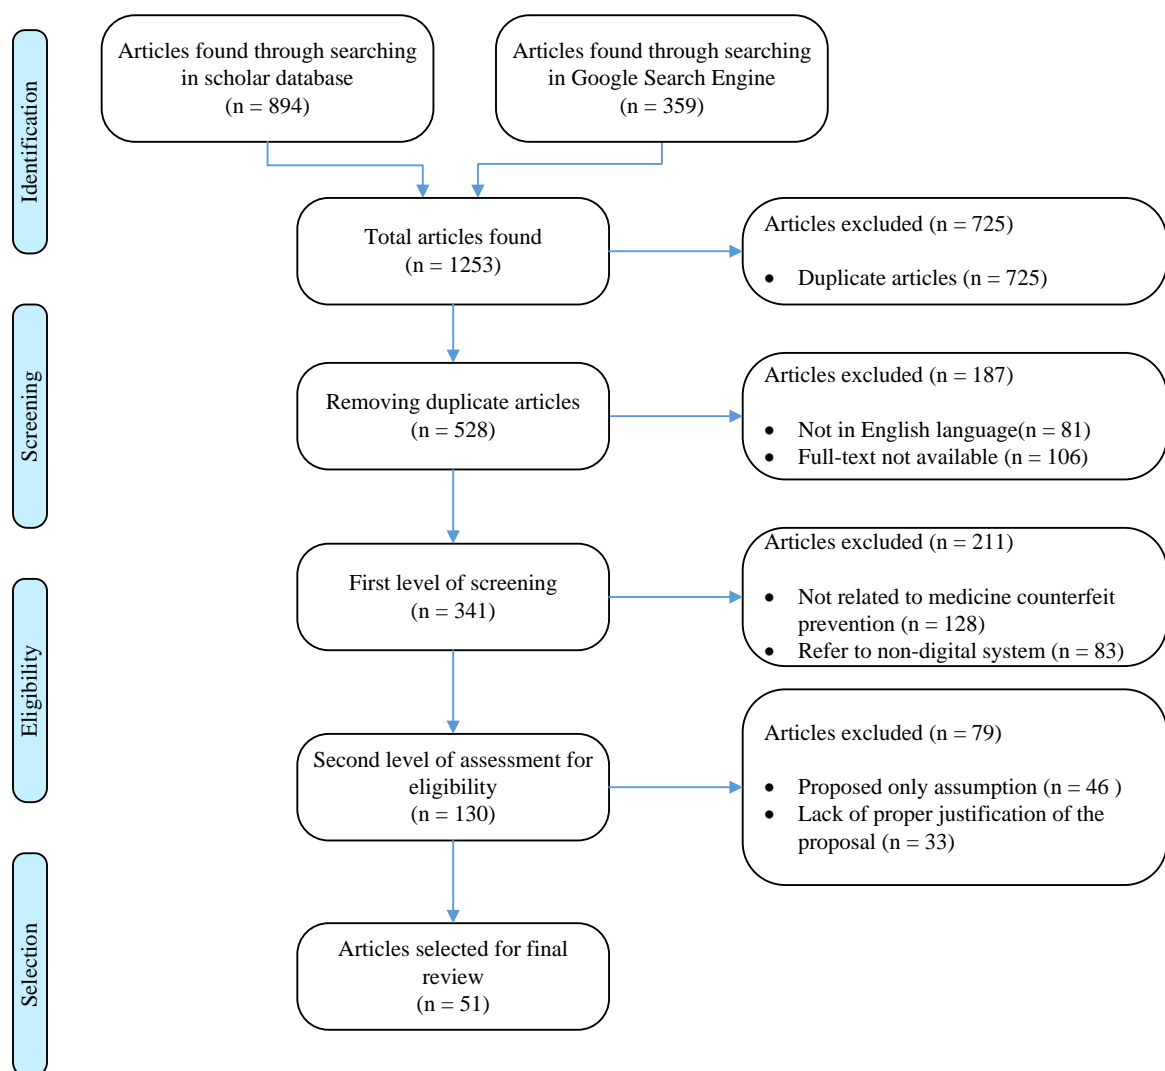 Identification
Articles found through searching
in scholar database
(n = 894)
Articles found through searching
in Google Search Engine
(n = 359)
Total articles found
(n = 1253)
Articles excluded (n = 725)
• Duplicate articles (n = 725)
Screening
Removing duplicate articles
(n = 528)
Articles excluded (n = 187)
• Not in English language(n = 81)
• Full-text not available (n = 106)
First level of screening
(n = 341)
Articles excluded (n = 211)
• Not related to medicine counterfeit
prevention (n = 128)
• Refer to non-digital system (n = 83)
Eligibility
Second level of assessment for
eligibility
(n = 130)
Articles excluded (n = 79)
• Proposed only assumption (n = 46 )
• Lack of proper justification of the
proposal (n = 33)
Selection
Articles selected for final
review
(n = 51)